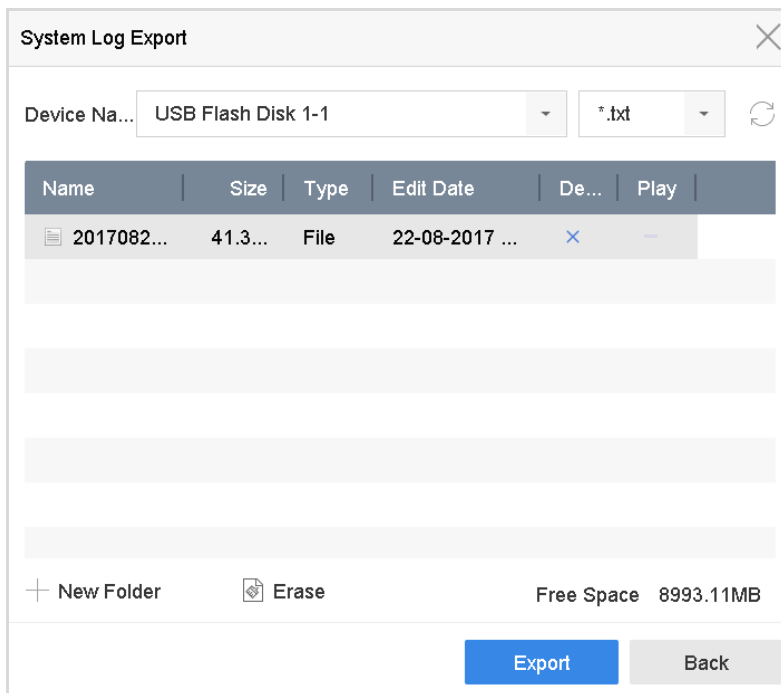 System Log Export
Device Na... USB Flash Disk 1-1 *.txt
Name Size Type Edit Date De... Play
2017082... 41.3... File 22-08-2017 ...
New Folder Erase Free Space 8993.11MB
Export Back